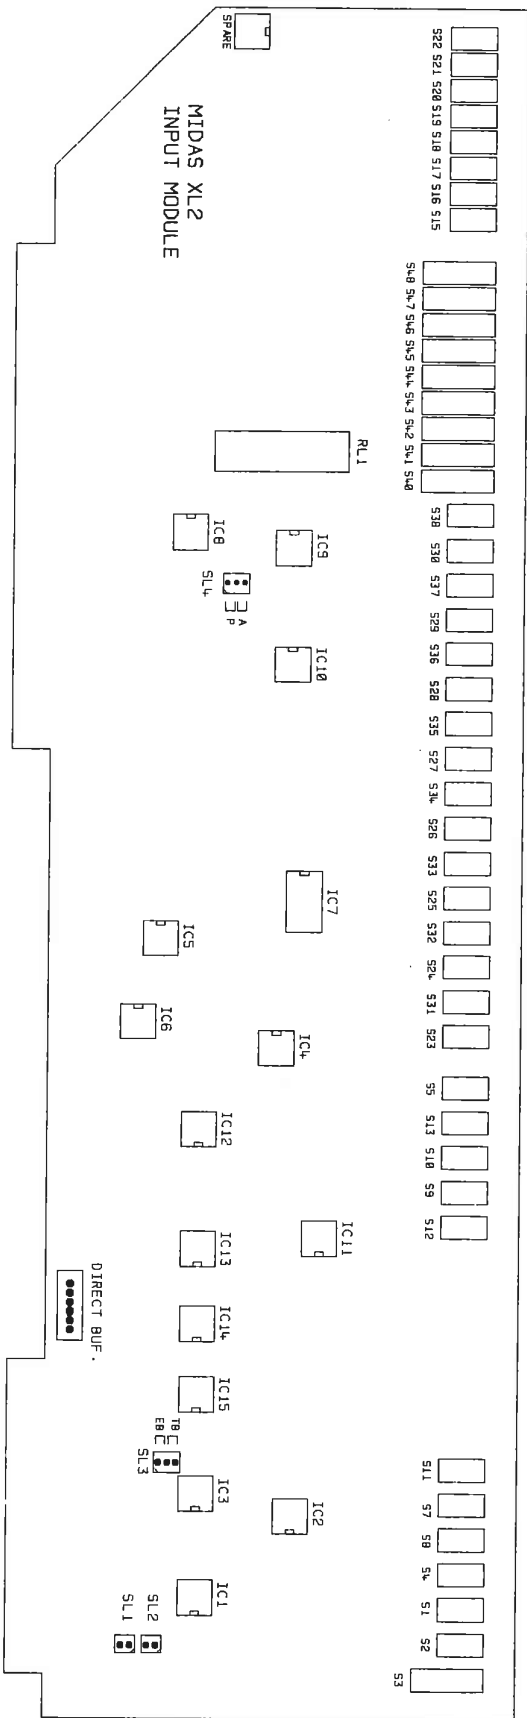 SPARE
MIDAS XL2
INPUT MODULE
S22
S21
S20
S19
S18
S17
S16
S15
S48
S47
S46
S45
S44
S43
S42
S41
S40
RL1
S38
S30
S37
S29
S36
S28
S35
S27
S34
S26
S33
S25
S32
S24
S31
S23
IC8
IC9
SL4
A
P
IC10
IC7
IC5
IC6
IC4
IC12
S5
S13
S10
S9
S12
IC11
IC13
DIRECT BUF.
IC14
IC15
TB
EB
SL3
IC3
IC2
IC1
SL2
SL1
S11
S7
S8
S4
S1
S2
S3